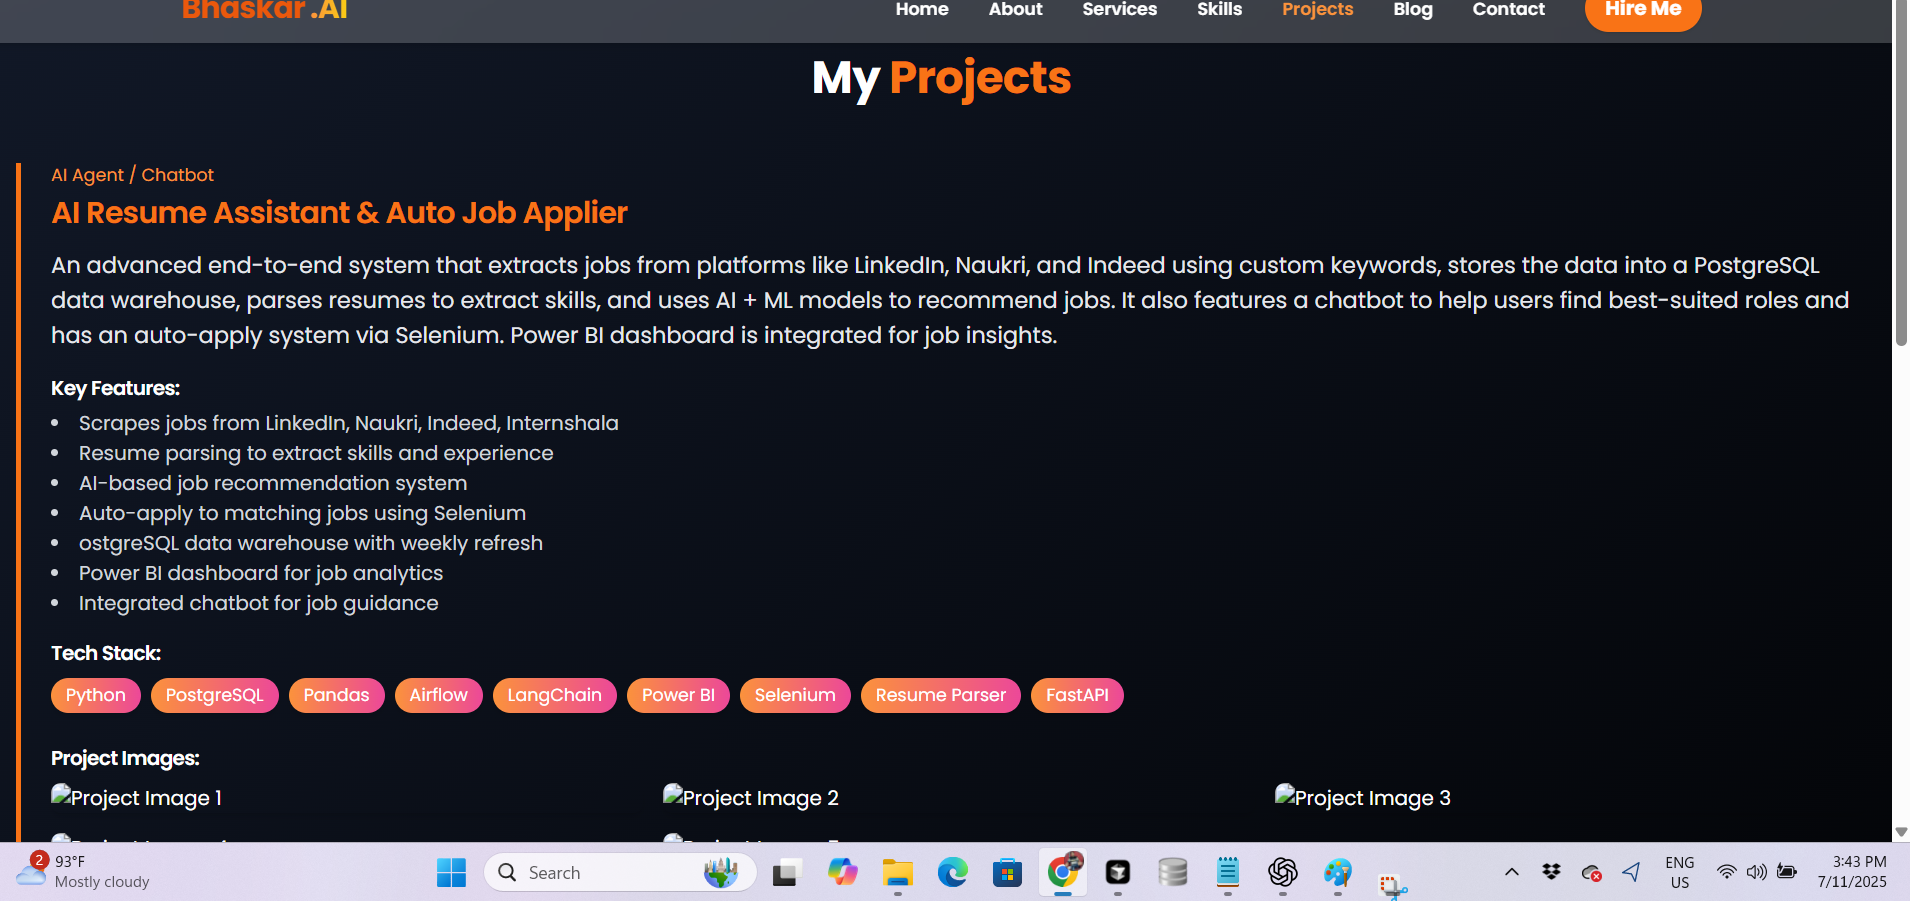 Bhaskar .AI
Home About Services Skills Projects Blog Contact Hire Me
My Projects
AI Agent / Chatbot
AI Resume Assistant & Auto Job Applier
An advanced end-to-end system that extracts jobs from platforms like LinkedIn, Naukri, and Indeed using custom keywords, stores the data into a PostgreSQL
data warehouse, parses resumes to extract skills, and uses AI + ML models to recommend jobs. It also features a chatbot to help users find best-suited roles and
has an auto-apply system via Selenium. Power BI dashboard is integrated for job insights.
Key Features:
• Scrapes jobs from LinkedIn, Naukri, Indeed, Internshala
• Resume parsing to extract skills and experience
• AI-based job recommendation system
• Auto-apply to matching jobs using Selenium
• ostgreSQL data warehouse with weekly refresh
• Power BI dashboard for job analytics
• Integrated chatbot for job guidance
Tech Stack:
Python PostgreSQL Pandas Airflow LangChain Power BI Selenium Resume Parser FastAPI
Project Images:
Project Image 1 Project Image 2 Project Image 3
2
93°F
Mostly cloudy
Search
ENG
US
3:43 PM
7/11/2025